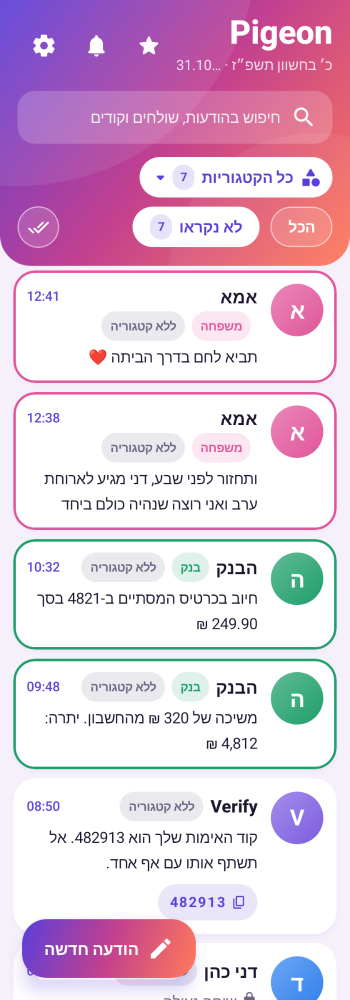 Pigeon
כ׳ בחשוון תשפ״ז · 31.10...
חיפוש בהודעות, שולחים וקודים
כל הקטגוריות 7
הכל
לא נקראו 7
א
אמא
12:41
משפחה
ללא קטגוריה
תביא לחם בדרך הביתה ❤️
א
אמא
12:38
משפחה
ללא קטגוריה
ותחזור לפני שבע, דני מגיע לארוחת
ערב ואני רוצה שנהיה כולם ביחד
ה
הבנק
בנק
ללא קטגוריה
10:32
חיוב בכרטיס המסתיים ב-4821 בסך
249.90 ₪
ה
הבנק
בנק
ללא קטגוריה
09:48
משיכה של 320 ₪ מהחשבון. יתרה:
4,812 ₪
V
Verify
ללא קטגוריה
08:50
קוד האימות שלך הוא 482913. אל
תשתף אותו עם אף אחד.
482913
ד
דני כהן
הודעה חדשה